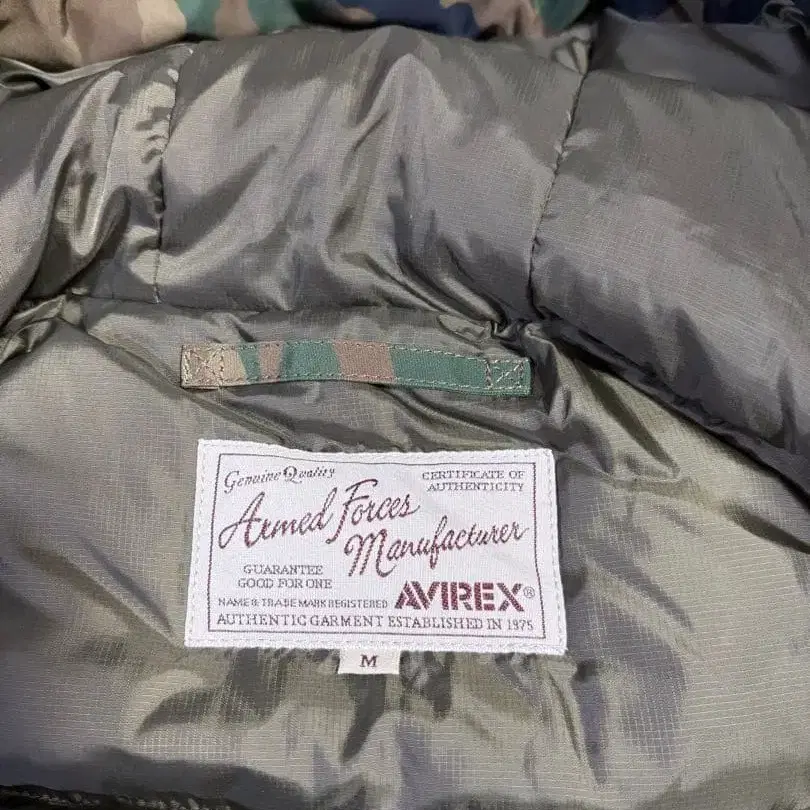 Genuine Quality
CERTIFICATE OF
AUTHENTICITY
Armed Forces
Manufacturer
GUARANTEE
GOOD FOR ONE
NAME & TRADE MARK REGISTERED AVIREX®
AUTHENTIC GARMENT ESTABLISHED IN 1975
M